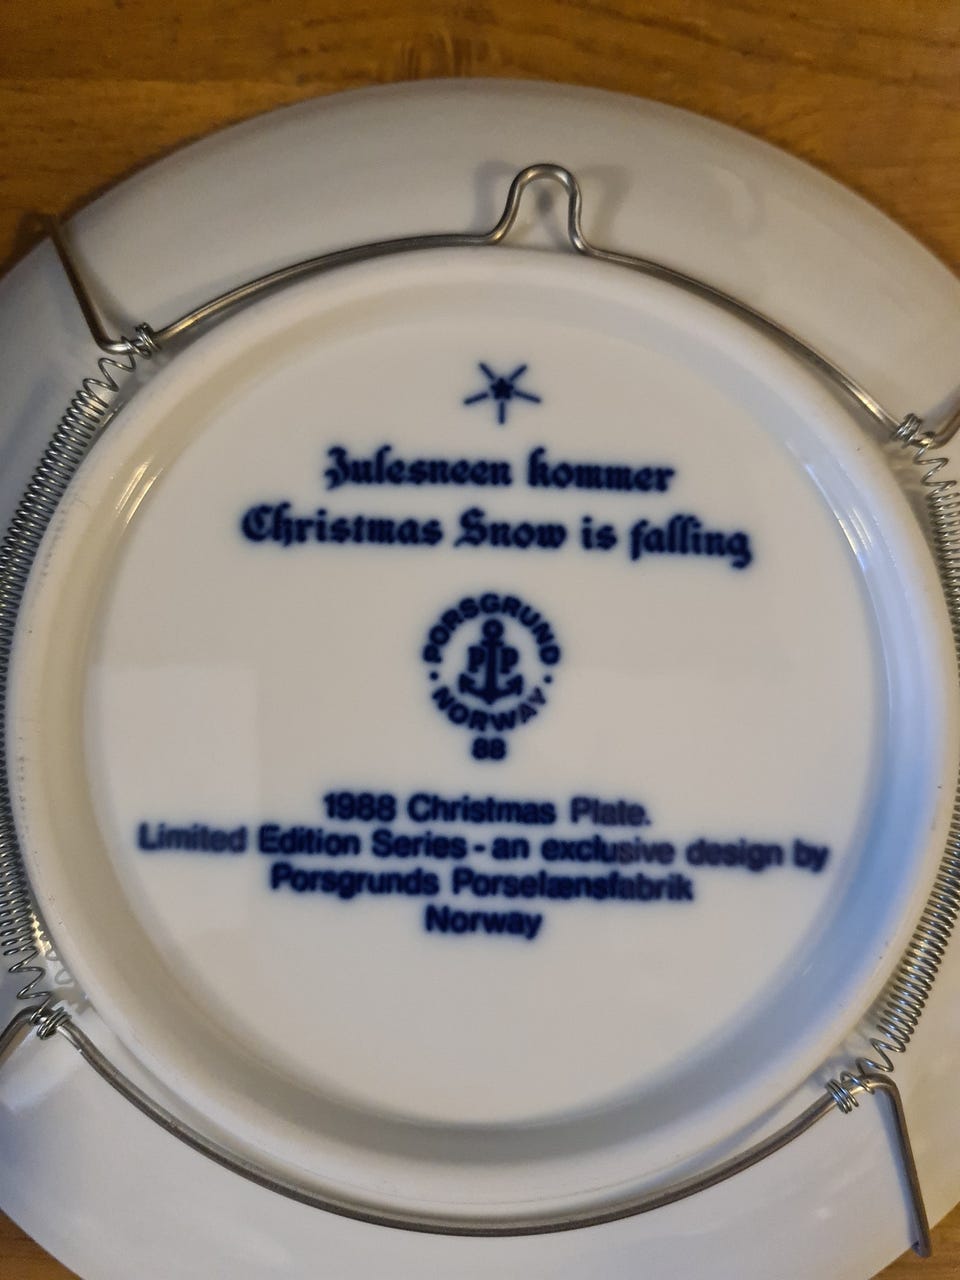 Julesneen kommer
Christmas Snow is falling
PORSGRUND
PP
NORWAY
88
1988 Christmas Plate.
Limited Edition Series - an exclusive design by
Porsgrunds Porselænsfabrik
Norway